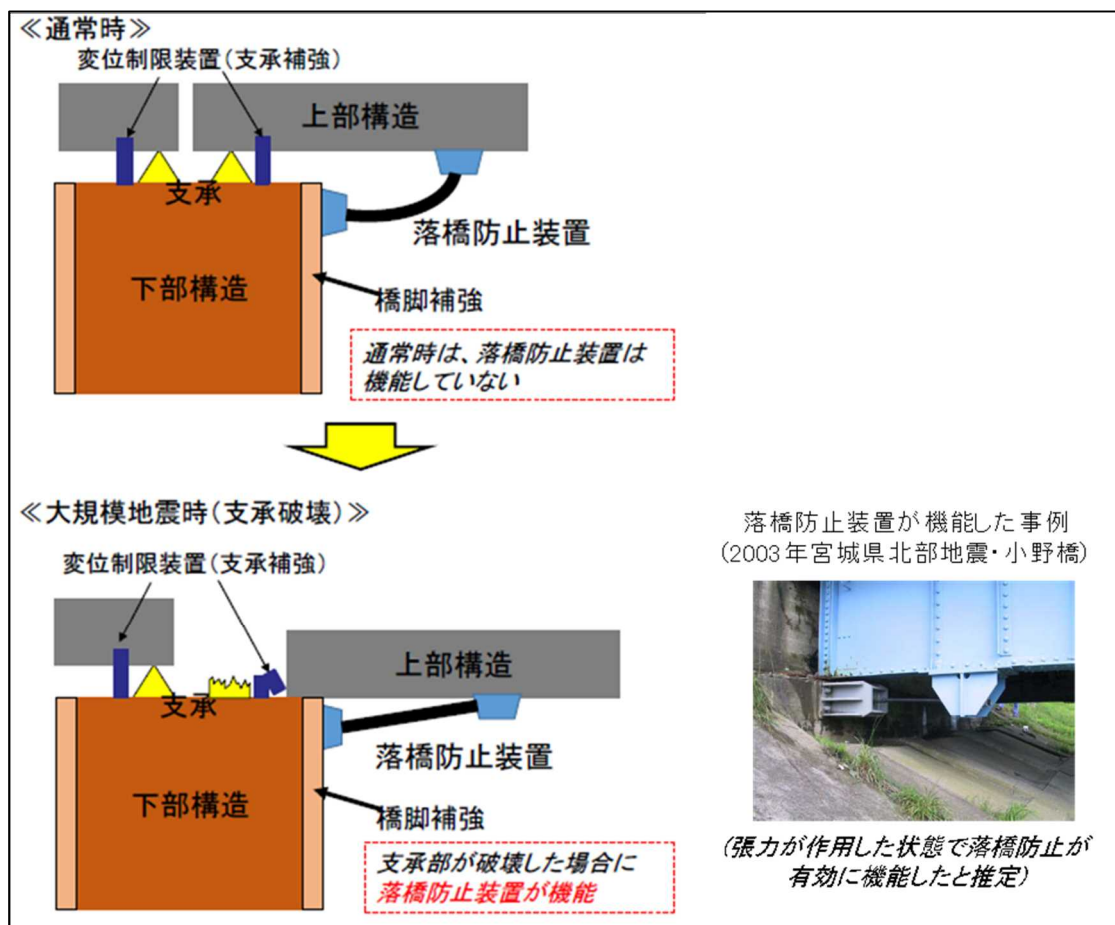 ≪通常時≫
変位制限装置(支承補強)
上部構造
支承
落橋防止装置
下部構造
橋脚補強
通常時は、落橋防止装置は
機能していない
≪大規模地震時(支承破壊)≫
変位制限装置(支承補強)
上部構造
支承
落橋防止装置
下部構造
橋脚補強
支承部が破壊した場合に
落橋防止装置が機能
落橋防止装置が機能した事例
(2003年宮城県北部地震・小野橋)
(張力が作用した状態で落橋防止が
有効に機能したと推定)